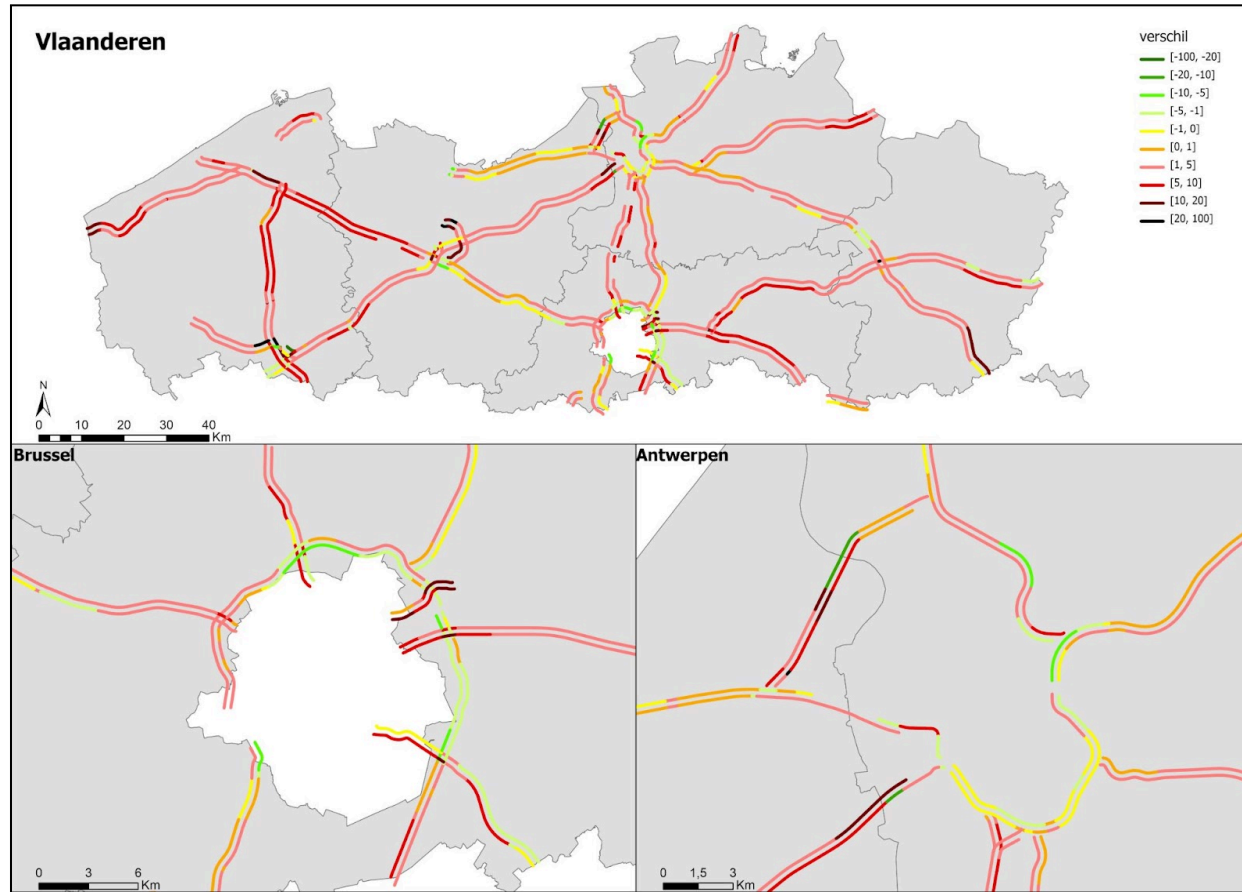 Vlaanderen
verschil
[-100, -20]
[-20, -10]
[-10, -5]
[-5, -1]
[-1, 0]
[0, 1]
[1, 5]
[5, 10]
[10, 20]
[20, 100]
N
0 10 20 30 40
Km
Brussel
0 3 6
Km
Antwerpen
0 1,5 3
Km